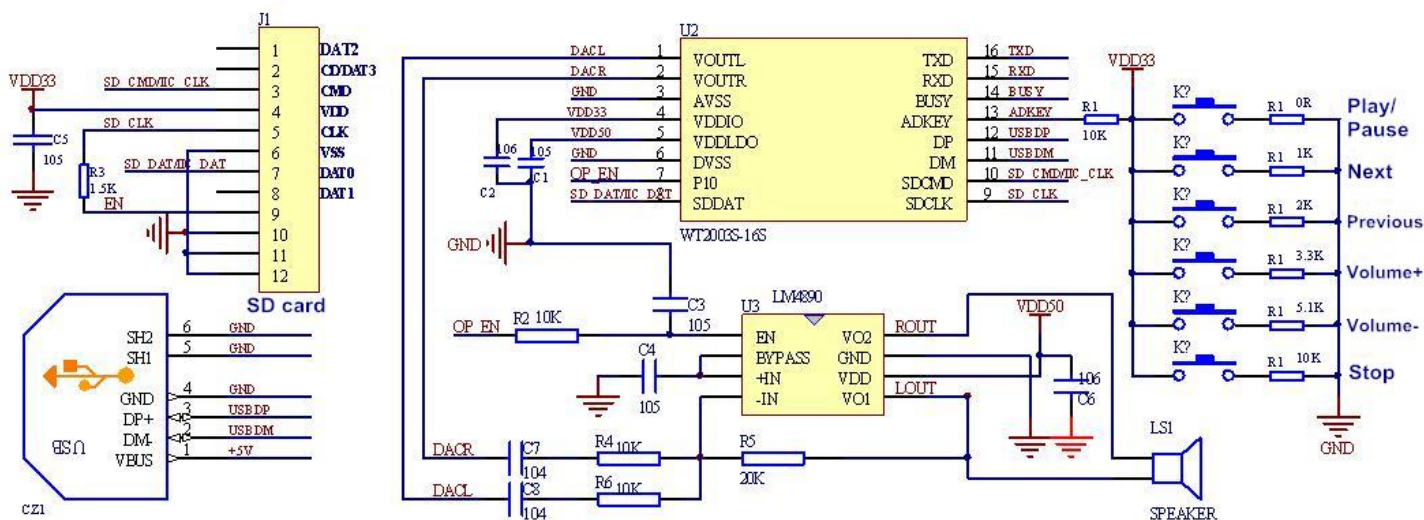 J1
1 DAT2
2 CD/DAT3
SD_CMD/IIC_CLK 3 CMD
VDD33 4 VDD
SD_CLK 5 CLK
6 VSS
SD_DAT/IIC_DAT 7 DAT0
8 DAT1
EN 9
10
11
12
C5
105
R3
1.5K
SD card
SH2 6 GND
SH1 5 GND
GND 4 GND
DP+ 3 USBDP
DM- 2 USBDM
VBUS 1 +5V
USB
CZ1
U2
DACL 1 VOUTL TXD 16 TXD
DACR 2 VOUTR RXD 15 RXD
GND 3 AVSS BUSY 14 BUSY
VDD33 4 VDDIO ADKEY 13 ADKEY
VDD50 5 VDDLDO DP 12 USBDP
GND 6 DVSS DM 11 USBDM
OP_EN 7 P10 SDCMD 10 SD_CMD/IIC_CLK
SD_DAT/IIC_DET 8 SDDAT SDCLK 9 SD_CLK
WT2003S-16S
106
C2
105
C1
GND
C3
105
OP_EN R2 10K
C4
105
U3 LM4890
EN VO2 ROUT
BYPASS GND
+IN VDD
-IN VO1 LOUT
VDD50
106
C6
DACR C7 104 R4 10K
DACL C8 104 R6 10K
R5
20K
LS1
SPEAKER
R1
10K
VDD33
K? R1 0R Play/
Pause
K? R1 1K Next
K? R1 2K Previous
K? R1 3.3K Volume+
K? R1 5.1K Volume-
K? R1 10K Stop
GND